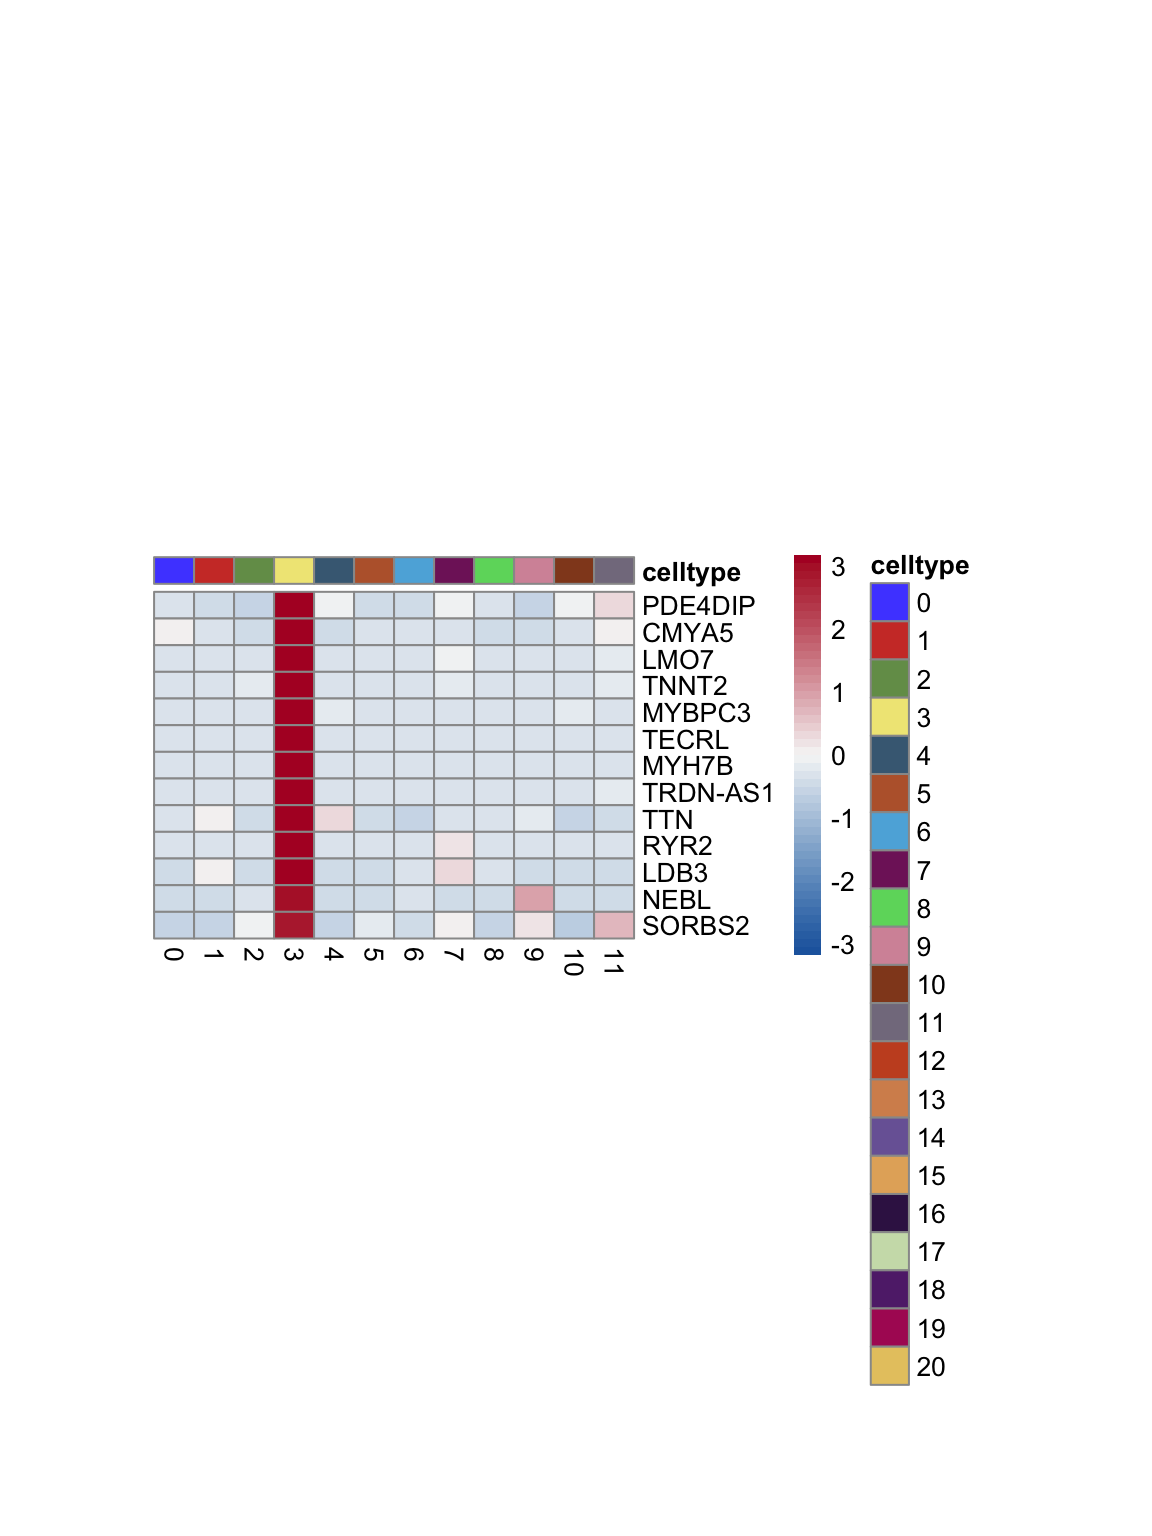 celltype
PDE4DIP
CMYA5
LMO7
TNNT2
MYBPC3
TECRL
MYH7B
TRDN-AS1
TTN
RYR2
LDB3
NEBL
SORBS2
0 1 2 3 4 5 6 7 8 9 10 11
3
2
1
0
-1
-2
-3
celltype
0
1
2
3
4
5
6
7
8
9
10
11
12
13
14
15
16
17
18
19
20